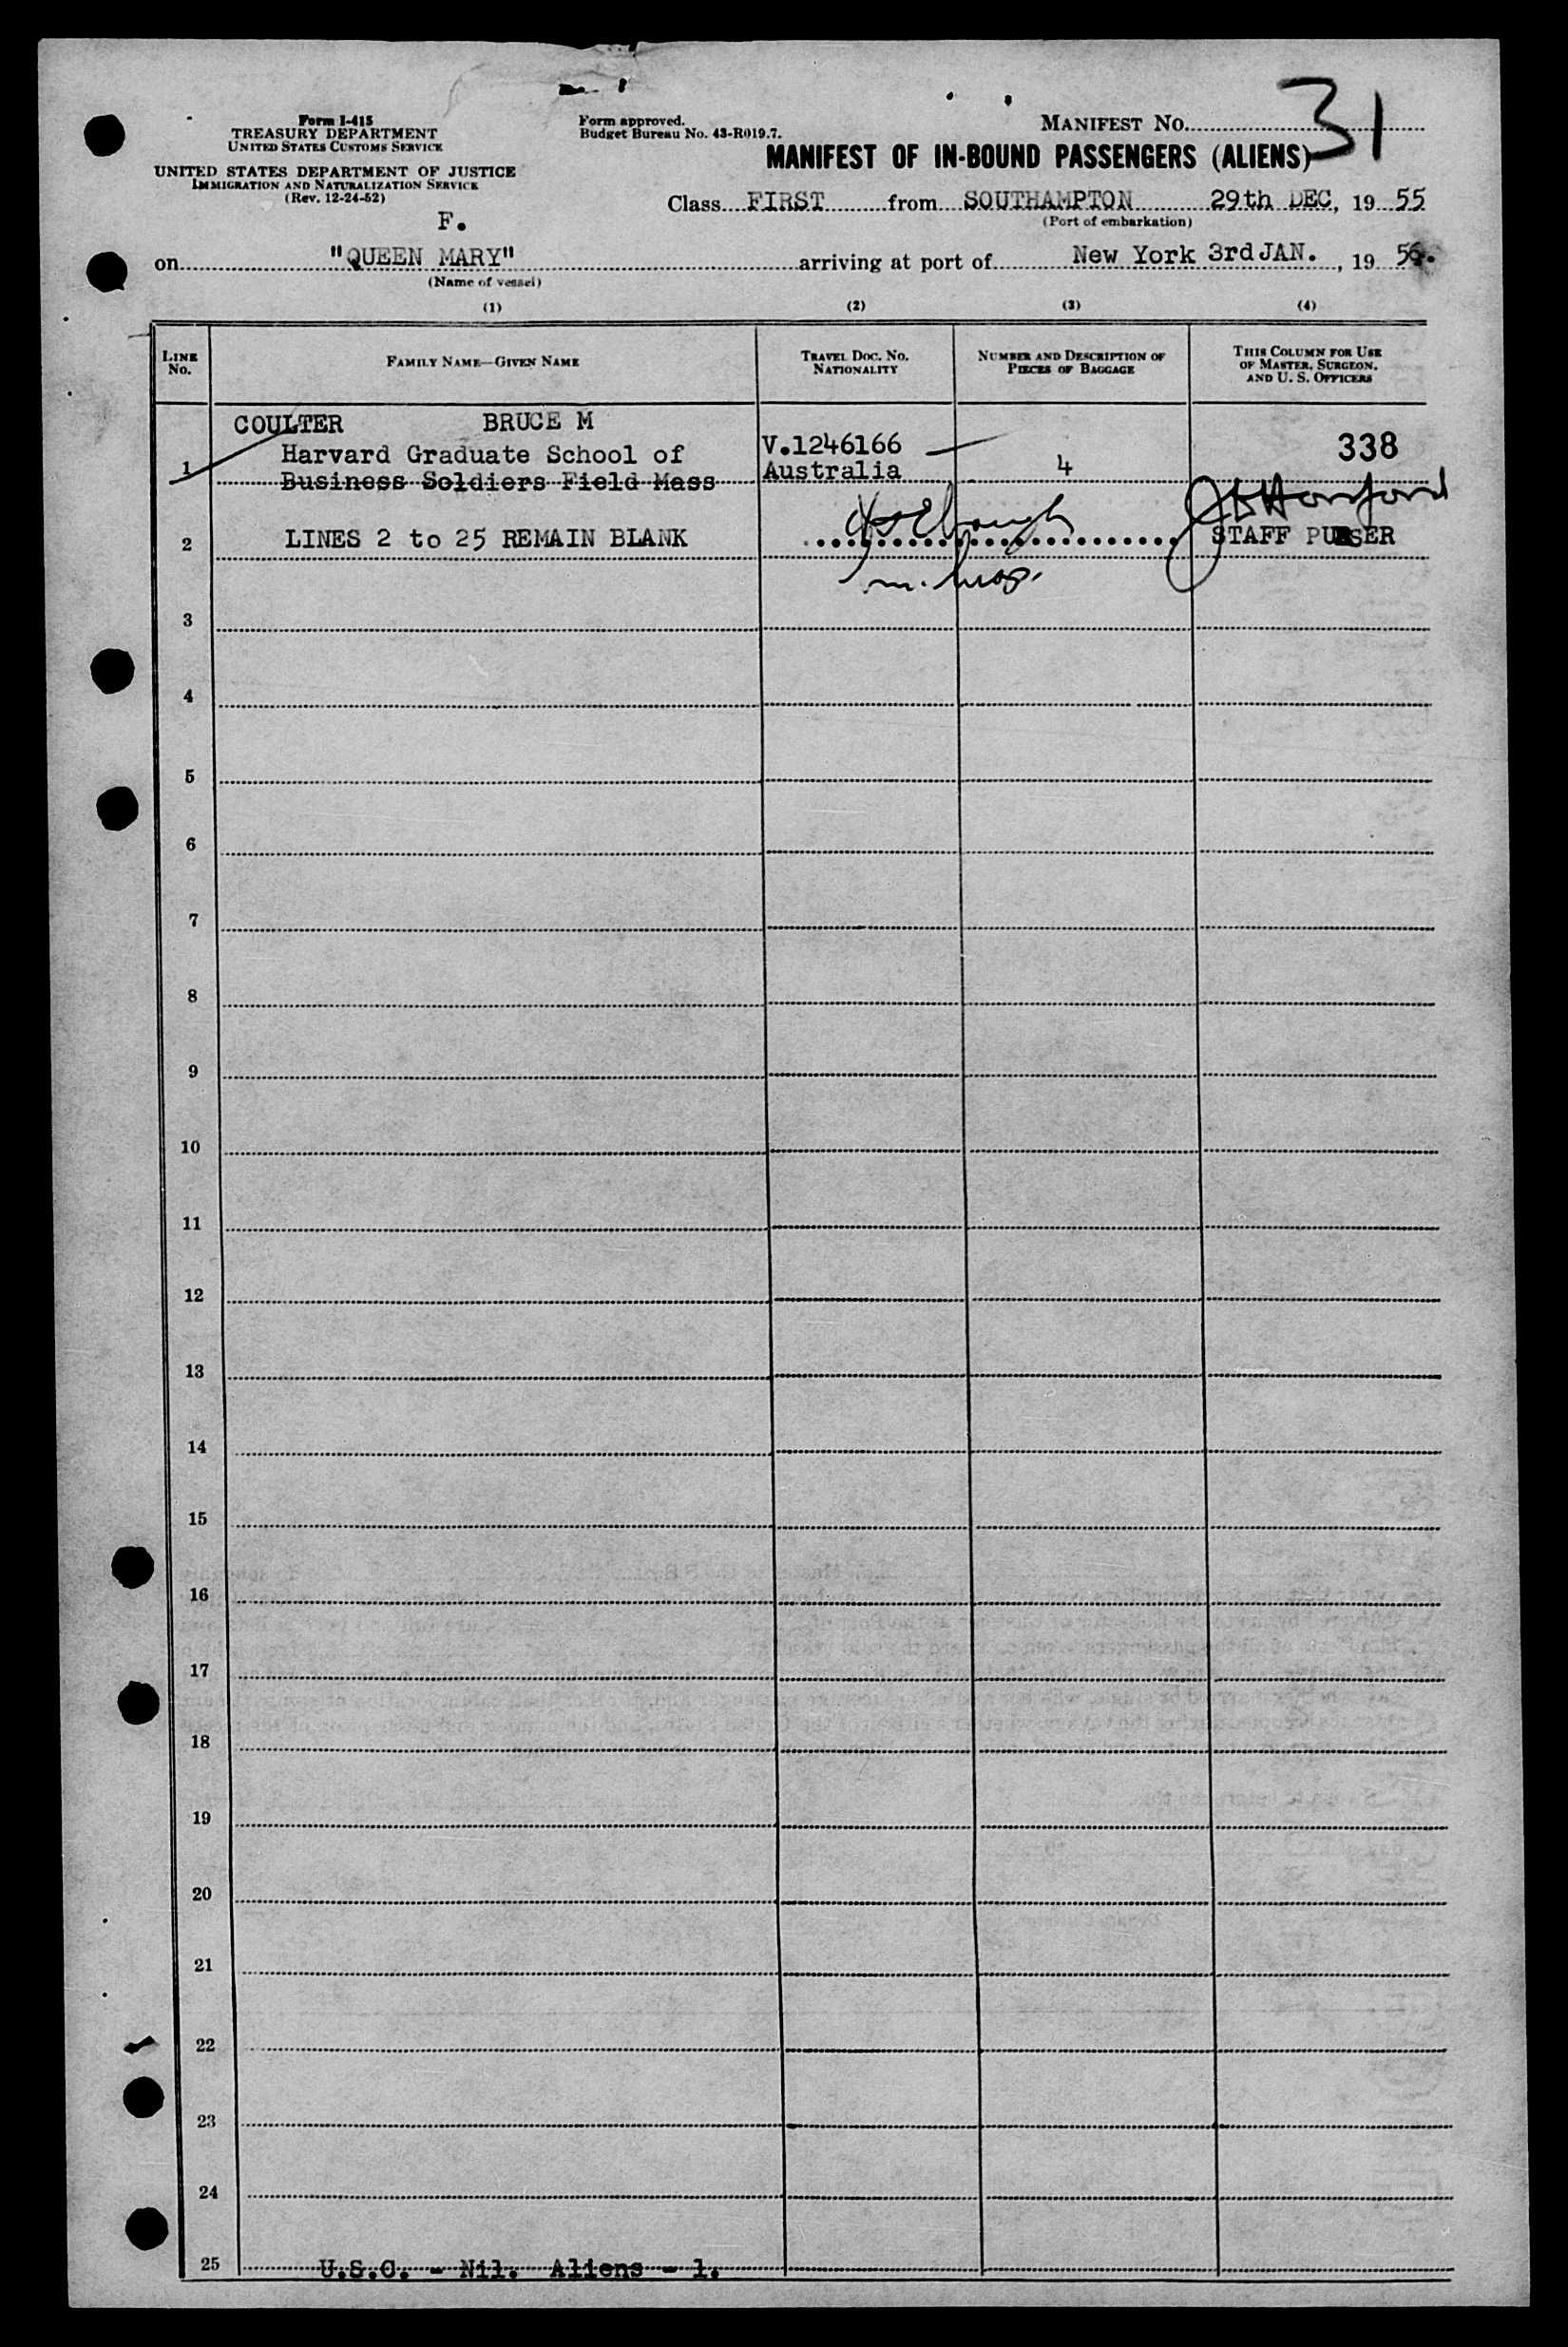 Form I-415
TREASURY DEPARTMENT
UNITED STATES CUSTOMS SERVICE
UNITED STATES DEPARTMENT OF JUSTICE
IMMIGRATION AND NATURALIZATION SERVICE
(Rev. 12-24-52)
Form approved.
Budget Bureau No. 43-R019.7.
MANIFEST NO. 31
MANIFEST OF IN-BOUND PASSENGERS (ALIENS)
Class FIRST from SOUTHAMPTON 29th DEC, 19 55
(Port of embarkation)
F.
on "QUEEN MARY" arriving at port of New York 3rd JAN., 19 56.
(Name of vessel)
(1) (2) (3) (4)
LINE NO.
FAMILY NAME—GIVEN NAME
TRAVEL DOC. NO. NATIONALITY
NUMBER AND DESCRIPTION OF PIECES OF BAGGAGE
THIS COLUMN FOR USE OF MASTER, SURGEON, AND U. S. OFFICERS
COULTER BRUCE M
1 Harvard Graduate School of V.1246166 338
Business Soldiers Field Mass Australia 4
2 LINES 2 to 25 REMAIN BLANK STAFF PURSER
3
4
5
6
7
8
9
10
11
12
13
14
15
16
17
18
19
20
21
22
23
24
25 U.S.C. - Nil. Aliens - 1.